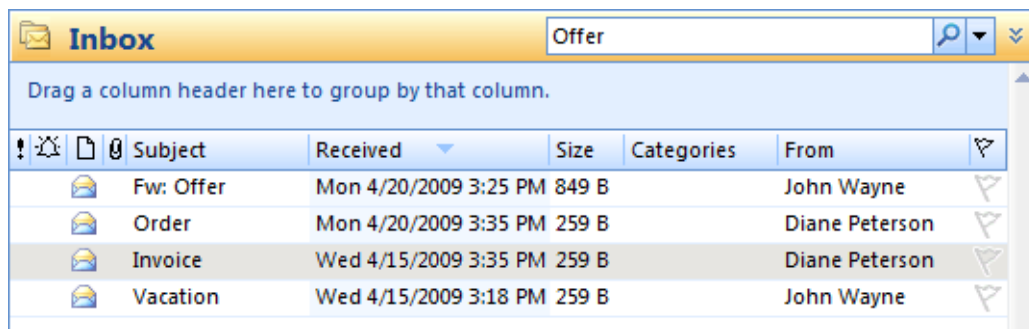 Inbox Offer
Drag a column header here to group by that column.
Subject Received Size Categories From
Fw: Offer Mon 4/20/2009 3:25 PM 849 B John Wayne
Order Mon 4/20/2009 3:35 PM 259 B Diane Peterson
Invoice Wed 4/15/2009 3:35 PM 259 B Diane Peterson
Vacation Wed 4/15/2009 3:18 PM 259 B John Wayne